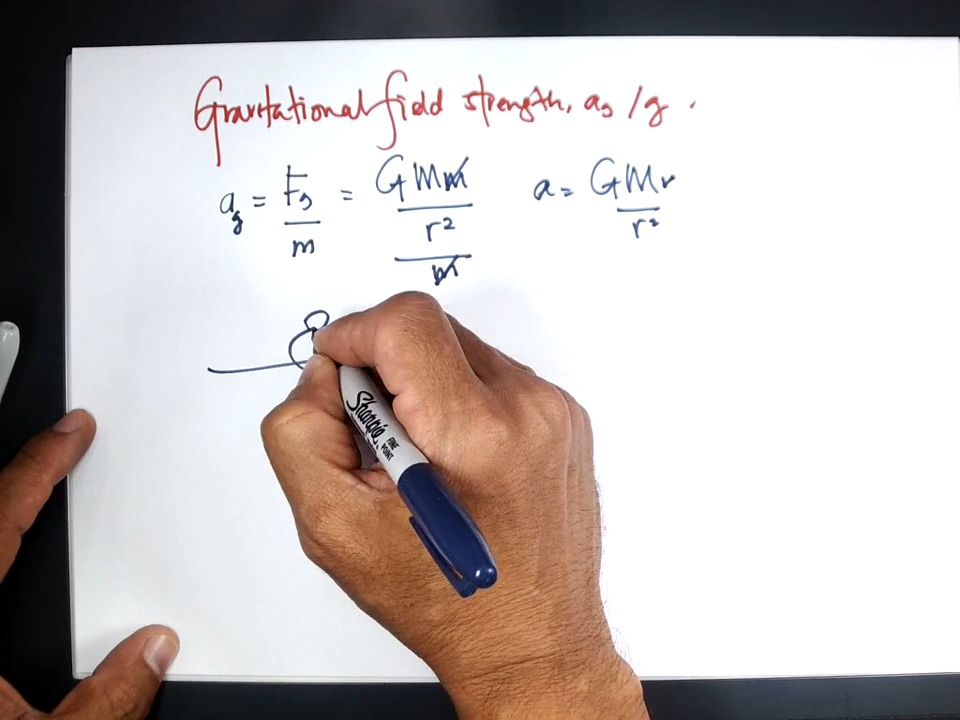 Gravitational field strength, ag / g.
ag = Fg / m = GMm / r² / m a = GMr / r²
Sharpie.
FINE
POINT